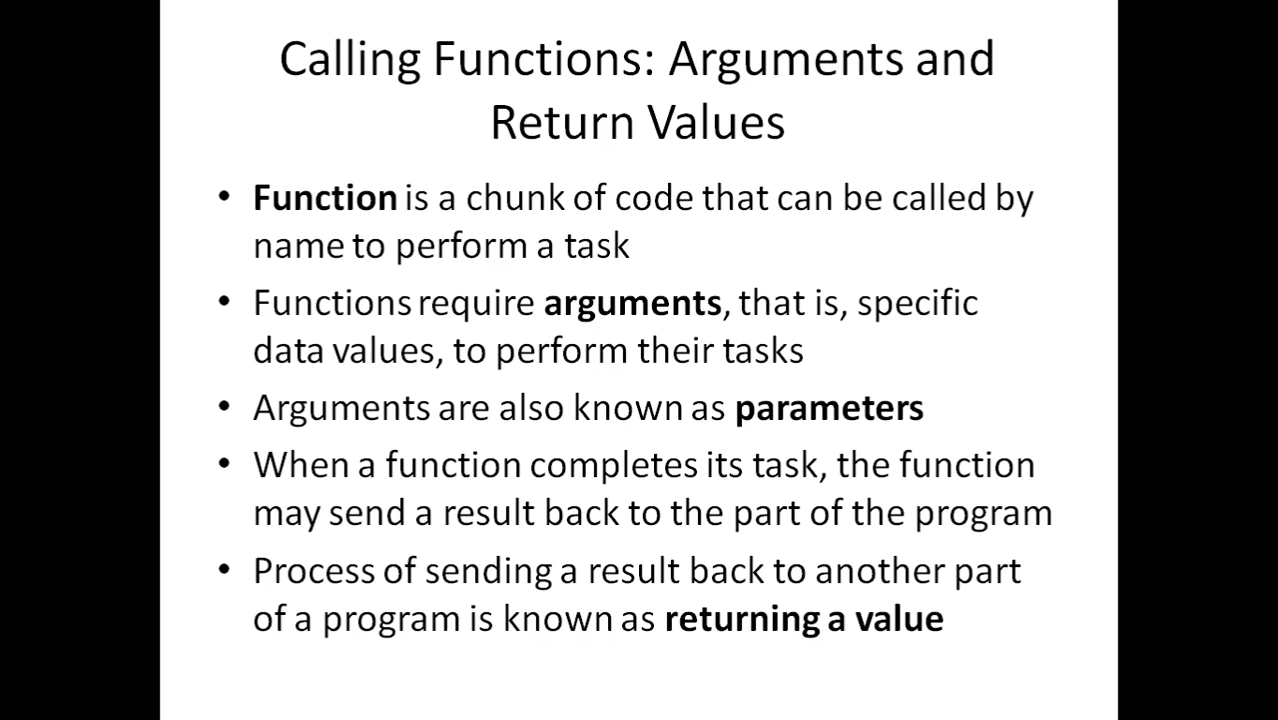 Calling Functions: Arguments and
Return Values
• Function is a chunk of code that can be called by
name to perform a task
• Functions require arguments, that is, specific
data values, to perform their tasks
• Arguments are also known as parameters
• When a function completes its task, the function
may send a result back to the part of the program
• Process of sending a result back to another part
of a program is known as returning a value